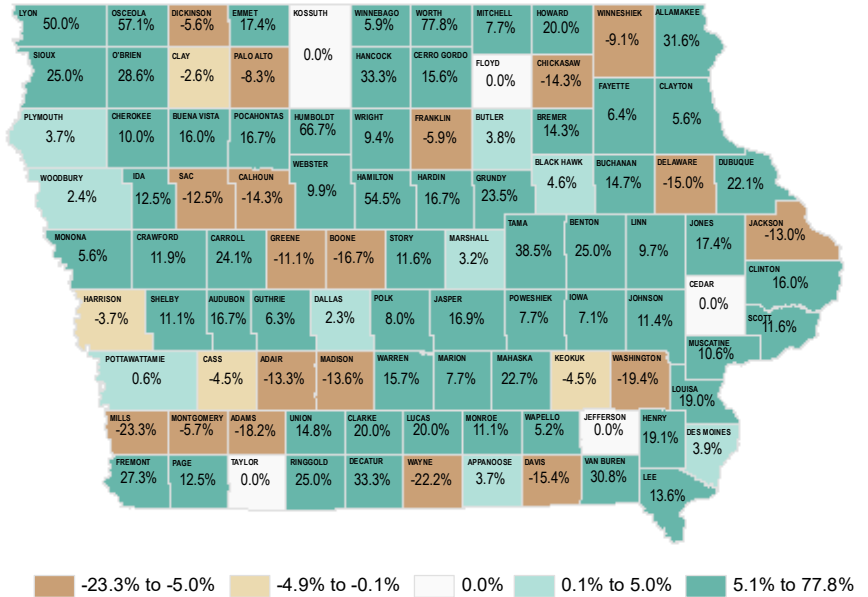 LYON OSCEOLA DICKINSON EMMET KOSSUTH WINNEBAGO WORTH MITCHELL HOWARD WINNESHIEK ALLAMAKEE
50.0% 57.1% -5.6% 17.4% 0.0% 5.9% 77.8% 7.7% 20.0% -9.1% 31.6%
SIOUX O'BRIEN CLAY PALO ALTO HANCOCK CERRO GORDO FLOYD CHICKASAW
25.0% 28.6% -2.6% -8.3% 33.3% 15.6% 0.0% -14.3%
FAYETTE CLAYTON
6.4% 5.6%
PLYMOUTH CHEROKEE BUENA VISTA POCAHONTAS HUMBOLDT WRIGHT FRANKLIN BUTLER BREMER
3.7% 10.0% 16.0% 16.7% 66.7% 9.4% -5.9% 3.8% 14.3%
WOODBURY IDA SAC CALHOUN WEBSTER HAMILTON HARDIN GRUNDY BLACK HAWK BUCHANAN DELAWARE DUBUQUE
2.4% 12.5% -12.5% -14.3% 9.9% 54.5% 16.7% 23.5% 4.6% 14.7% -15.0% 22.1%
MONONA CRAWFORD CARROLL GREENE BOONE STORY MARSHALL TAMA BENTON LINN JONES JACKSON
5.6% 11.9% 24.1% -11.1% -16.7% 11.6% 3.2% 38.5% 25.0% 9.7% 17.4% -13.0%
CLINTON
16.0%
CEDAR
0.0%
HARRISON SHELBY AUDUBON GUTHRIE DALLAS POLK JASPER POWESHIEK IOWA JOHNSON SCOTT
-3.7% 11.1% 16.7% 6.3% 2.3% 8.0% 16.9% 7.7% 7.1% 11.4% 11.6%
MUSCATINE
10.6%
POTTAWATTAMIE CASS ADAIR MADISON WARREN MARION MAHASKA KEOKUK WASHINGTON
0.6% -4.5% -13.3% -13.6% 15.7% 7.7% 22.7% -4.5% -19.4%
LOUISA
19.0%
MILLS MONTGOMERY ADAMS UNION CLARKE LUCAS MONROE WAPELLO JEFFERSON HENRY DES MOINES
-23.3% -5.7% -18.2% 14.8% 20.0% 20.0% 11.1% 5.2% 0.0% 19.1% 3.9%
FREMONT PAGE TAYLOR RINGGOLD DECATUR WAYNE APPANOOSE DAVIS VAN BUREN LEE
27.3% 12.5% 0.0% 25.0% 33.3% -22.2% 3.7% -15.4% 30.8% 13.6%
-23.3% to -5.0% -4.9% to -0.1% 0.0% 0.1% to 5.0% 5.1% to 77.8%